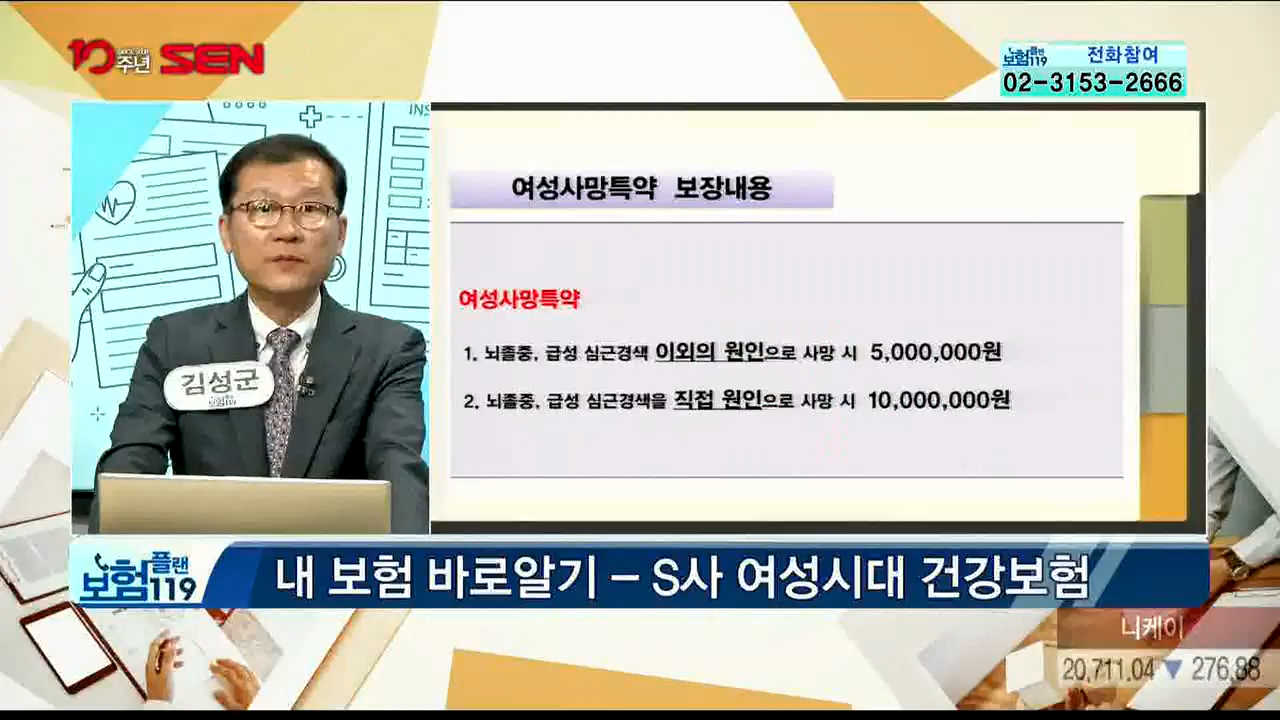 10주년 SEN
보험플랜119 전화참여
02-3153-2666
INS
여성사망특약 보장내용
여성사망특약
1. 뇌졸중, 급성 심근경색 이외의 원인으로 사망 시 5,000,000원
2. 뇌졸중, 급성 심근경색을 직접 원인으로 사망 시 10,000,000원
김성군
보험플랜119 내 보험 바로알기 – S사 여성시대 건강보험
니케이
20,711.04 ▼ 276.88